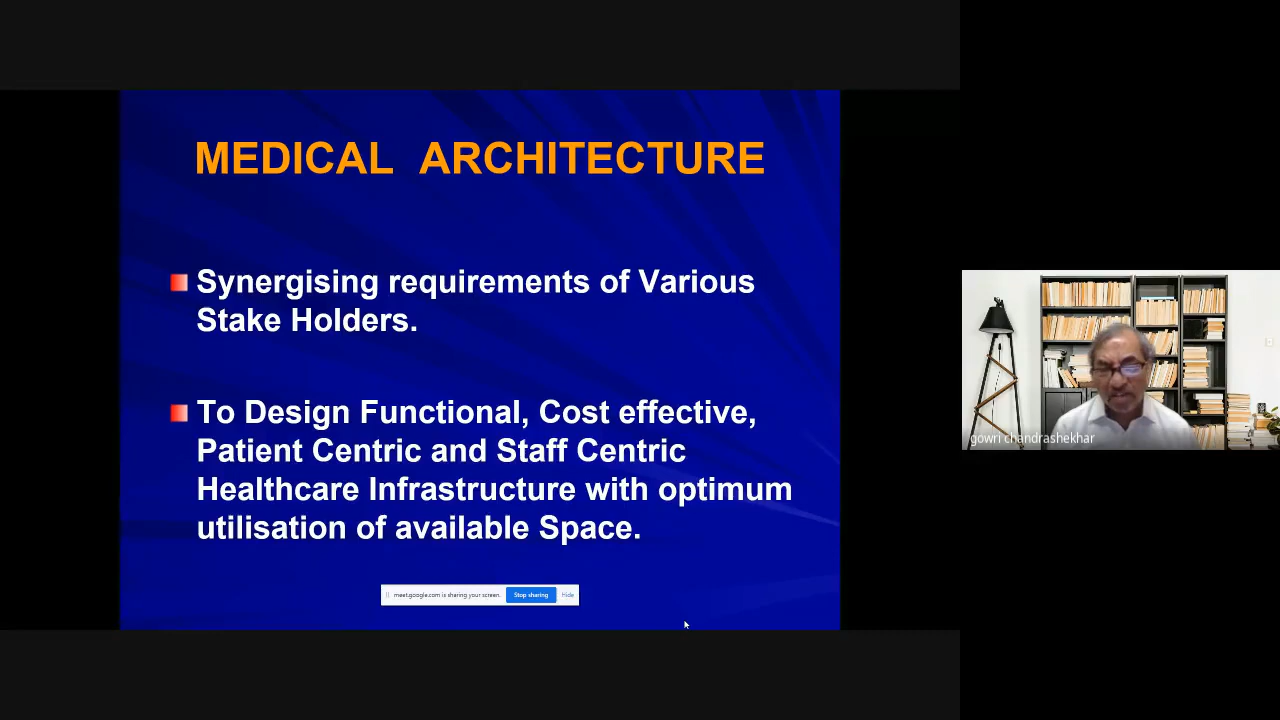 MEDICAL ARCHITECTURE
Synergising requirements of Various
Stake Holders.
To Design Functional, Cost effective,
Patient Centric and Staff Centric
Healthcare Infrastructure with optimum
utilisation of available Space.
meet.google.com is sharing your screen. Stop sharing Hide
gowri chandrashekhar